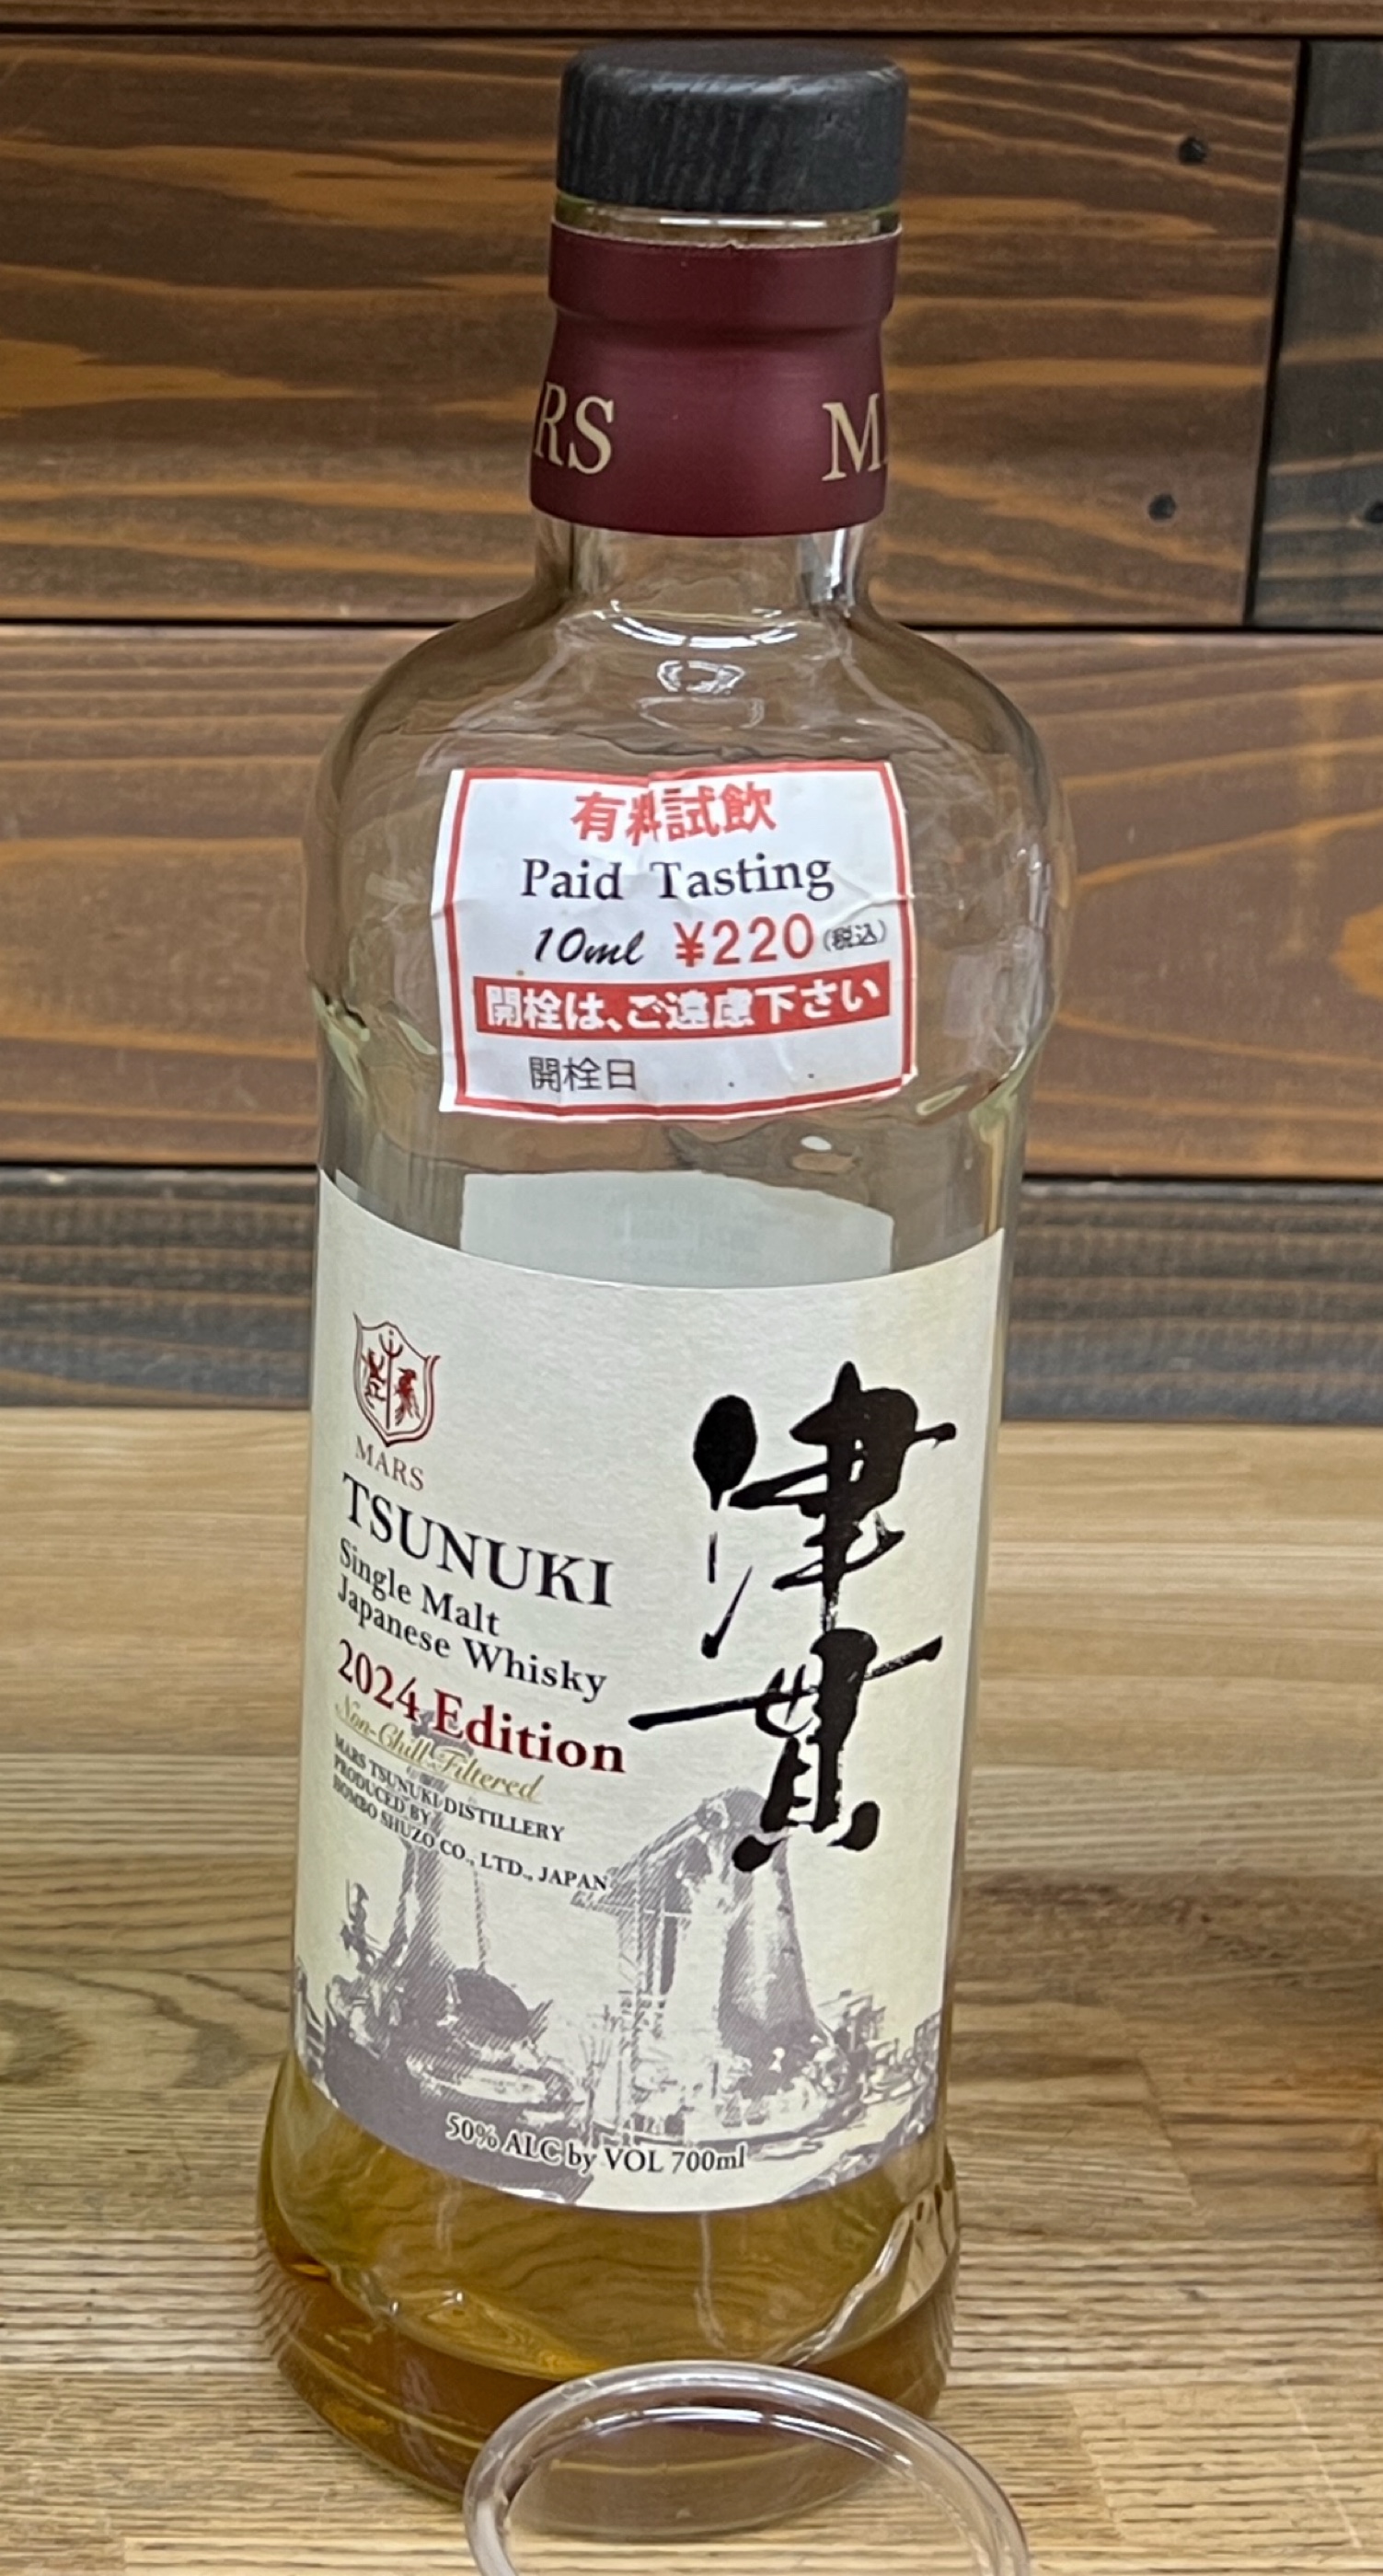 RS
M
有料試飲
Paid Tasting
10ml ¥220(税込)
開栓は、ご遠慮下さい
開栓日
MARS
TSUNUKI
Single Malt
Japanese Whisky
2024 Edition
Non-Chill Filtered
MARS TSUNUKI DISTILLERY
PRODUCED BY
HOMBO SHUZO CO., LTD., JAPAN
津貫
50% ALC by VOL 700ml